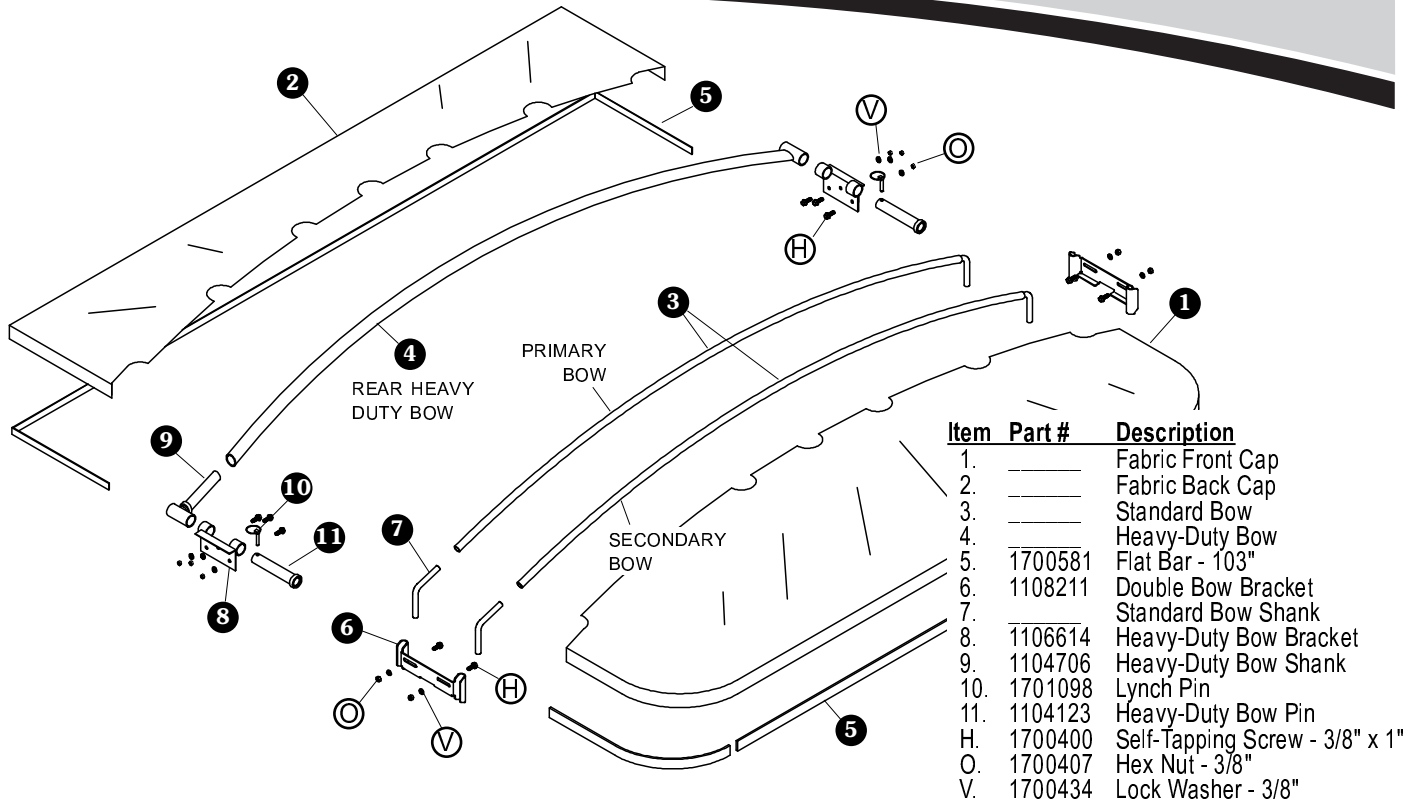 2
5
V
O
H
3
1
4
REAR HEAVY
DUTY BOW
PRIMARY
BOW
9
10
11
7
SECONDARY
BOW
8
6
H
O
V
5
Item Part # Description
1. ______ Fabric Front Cap
2. ______ Fabric Back Cap
3. ______ Standard Bow
4. ______ Heavy-Duty Bow
5. 1700581 Flat Bar - 103"
6. 1108211 Double Bow Bracket
7. ______ Standard Bow Shank
8. 1106614 Heavy-Duty Bow Bracket
9. 1104706 Heavy-Duty Bow Shank
10. 1701098 Lynch Pin
11. 1104123 Heavy-Duty Bow Pin
H. 1700400 Self-Tapping Screw - 3/8" x 1"
O. 1700407 Hex Nut - 3/8"
V. 1700434 Lock Washer - 3/8"